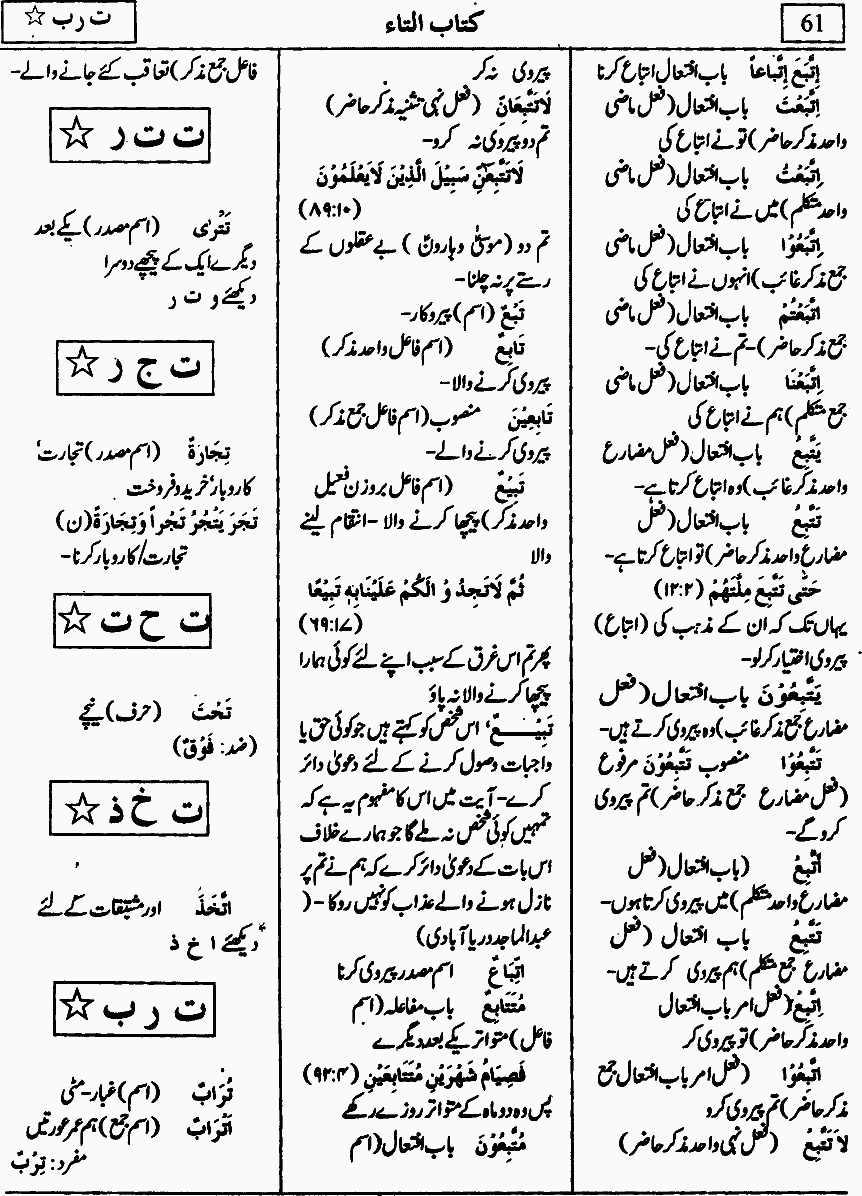 61
کتاب التاء
ت ر ب ☆
اِتَّبَعَ اِتِّبَاعاً باب افتعال اتباع کرنا
اِتَّبَعْتَ باب افتعال (فعل ماضی
واحد مذکر حاضر) تو نے اتباع کی
اِتَّبَعْتُ باب افتعال (فعل ماضی
واحد متکلم) میں نے اتباع کی
اِتَّبَعُوْا باب افتعال (فعل ماضی
جمع مذکر غائب) انہوں نے اتباع کی
اِتَّبَعْتُمْ باب افتعال (فعل ماضی
جمع مذکر حاضر)۔ تم نے اتباع کی۔
اِتَّبَعْنَا باب افتعال (فعل ماضی
جمع متکلم) ہم نے اتباع کی
يَتَّبِعُ باب افتعال (فعل مضارع
واحد مذکر غائب) وہ اتباع کرتا ہے۔
تَتَّبِعُ باب افتعال (فعل
مضارع واحد مذکر حاضر) تو اتباع کرتا ہے۔
حَتّٰى تَتَّبِعَ مِلَّتَهُمْ (۱۲:۲)
یہاں تک کہ ان کے مذہب کی (اتباع)
پیروی اختیار کر لو۔
يَتَّبِعُوْنَ باب افتعال (فعل
مضارع جمع مذکر غائب) وہ پیروی کرتے ہیں۔
تَتَّبِعُوْا منصوب تَتَّبِعُوْنَ مرفوع
(فعل مضارع جمع مذکر حاضر) تم پیروی
کرو گے۔
اَتَّبِعُ (باب افتعال (فعل
مضارع واحد متکلم) میں پیروی کرتا ہوں۔
نَتَّبِعُ باب افتعال (فعل
مضارع جمع متکلم) ہم پیروی کرتے ہیں۔
اِتَّبِعْ (فعل امر باب افتعال
واحد مذکر حاضر) تو پیروی کر
اِتَّبِعُوْا (فعل امر باب افتعال جمع
مذکر حاضر) تم پیروی کرو
لَا تَتَّبِعْ (فعل نہی واحد مذکر حاضر)
پیروی نہ کر
لَاتَتَّبِعَانِّ (فعل نہی تثنیہ مذکر حاضر)
تم دو پیروی نہ کرو۔
لَاتَتَّبِعٰٓنِّ سَبِيْلَ الَّذِيْنَ لَايَعْلَمُوْنَ
(۸۹:۱۰)
تم دو (موسیٰؑ و ہارونؑ) بے عقلوں کے
رستے پر نہ چلنا۔
تَبَعٌ (اسم) پیروکار۔
تَابِعٌ (اسم فاعل واحد مذکر)
پیروی کرنے والا۔
تَابِعِيْنَ منصوب (اسم فاعل جمع مذکر)
پیروی کرنے والے۔
تَبِيْعٌ (اسم فاعل بروزن فعیل
واحد مذکر) پیچھا کرنے والا۔ انتقام لینے
والا
ثُمَّ لَاتَجِدُ وْا لَكُمْ عَلَيْنَابِهٖ تَبِيْعًا
(۶۹:۱۷)
پھر تم اس غرق کے سبب اپنے لئے کوئی ہمارا
پیچھا کرنے والا نہ پاؤ
تَبِيْعٌ، اس شخص کو کہتے ہیں جو کوئی حق یا
واجبات وصول کرنے کے لئے دعویٰ دائر
کرے۔ آیت میں اس کا مفہوم یہ ہے کہ
تمہیں کوئی شخص نہ ملے گا جو ہمارے خلاف
اس بات کے دعویٰ دائر کرے کہ ہم نے تم پر
نازل ہونے والے عذاب کو نہیں روکا۔ (
عبدالماجد دریا آبادی)
اِتِّبَاعٌ اسم مصدر پیروی کرنا
مُتَتَابِعٌ باب مفاعلہ (اسم
فاعل) متواتر یکے بعد دیگرے
فَصِيَامُ شَهْرَيْنِ مُتَتَابِعَيْنِ (۹۲:۴)
پس وہ دو ماہ کے متواتر روزے رکھے
مُتَّبَعُوْنَ باب افتعال (اسم
فاعل جمع مذکر) تعاقب کئے جانے والے۔
ت ت ر ☆
تَتْرٰى (اسم مصدر) یکے بعد
دیگرے ایک کے پیچھے دوسرا
دیکھئے و ت ر
ت ج ر ☆
تِجَارَةٌ (اسم مصدر) تجارت،
کاروبار، خرید و فروخت
تَجَرَ يَتْجُرُ تَجْراً وَتِجَارَةً (ن)
تجارت/کاروبار کرنا۔
ت ح ت ☆
تَحْتَ (حرف) نیچے
(ضد: فَوْقٌ)
ت خ ذ ☆
اِتَّخَذَ اور مشتقات کے لئے
دیکھئے ا خ ذ
ت ر ب ☆
تُرَابٌ (اسم) غبار۔ مٹی
اَتْرَابٌ (اسم جمع) ہم عمر عورتیں
مفرد: تِرْبٌ